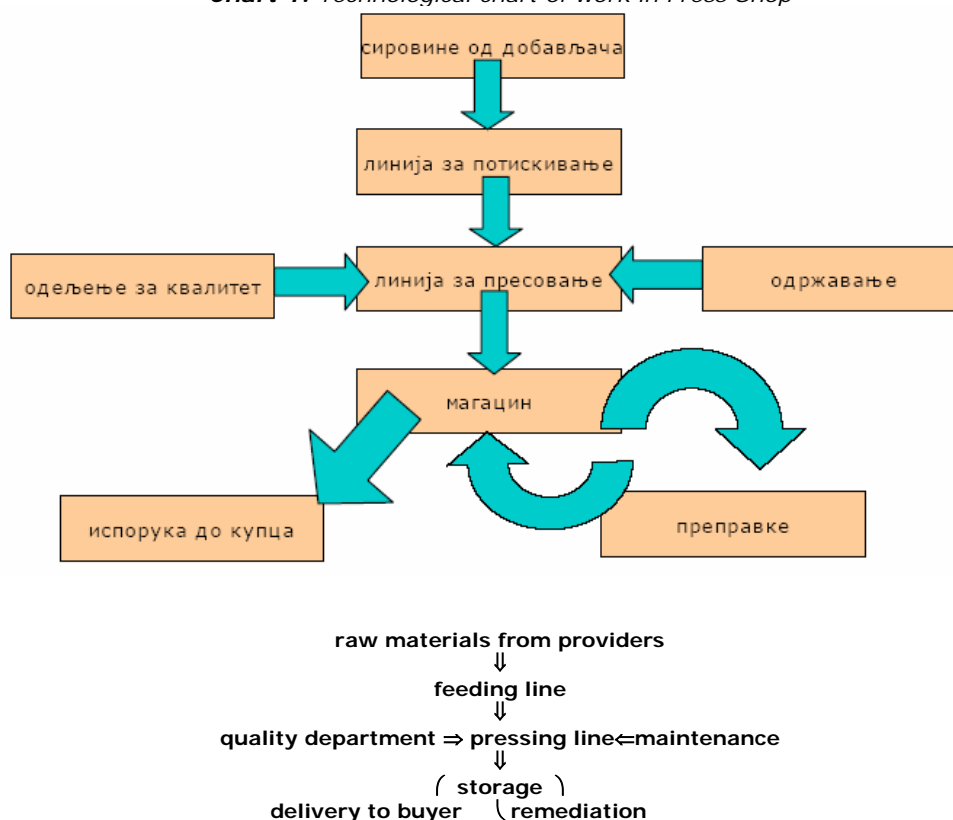 Chart 1. Technological chart of work in Press Shop
сировине од добављача
линија за потискивање
одељење за квалитет линија за пресовање одржавање
магацин
испорука до купца преправке
raw materials from providers
⇓
feeding line
⇓
quality department ⇒ pressing line⇐maintenance
⇓
( storage )
delivery to buyer ( remediation